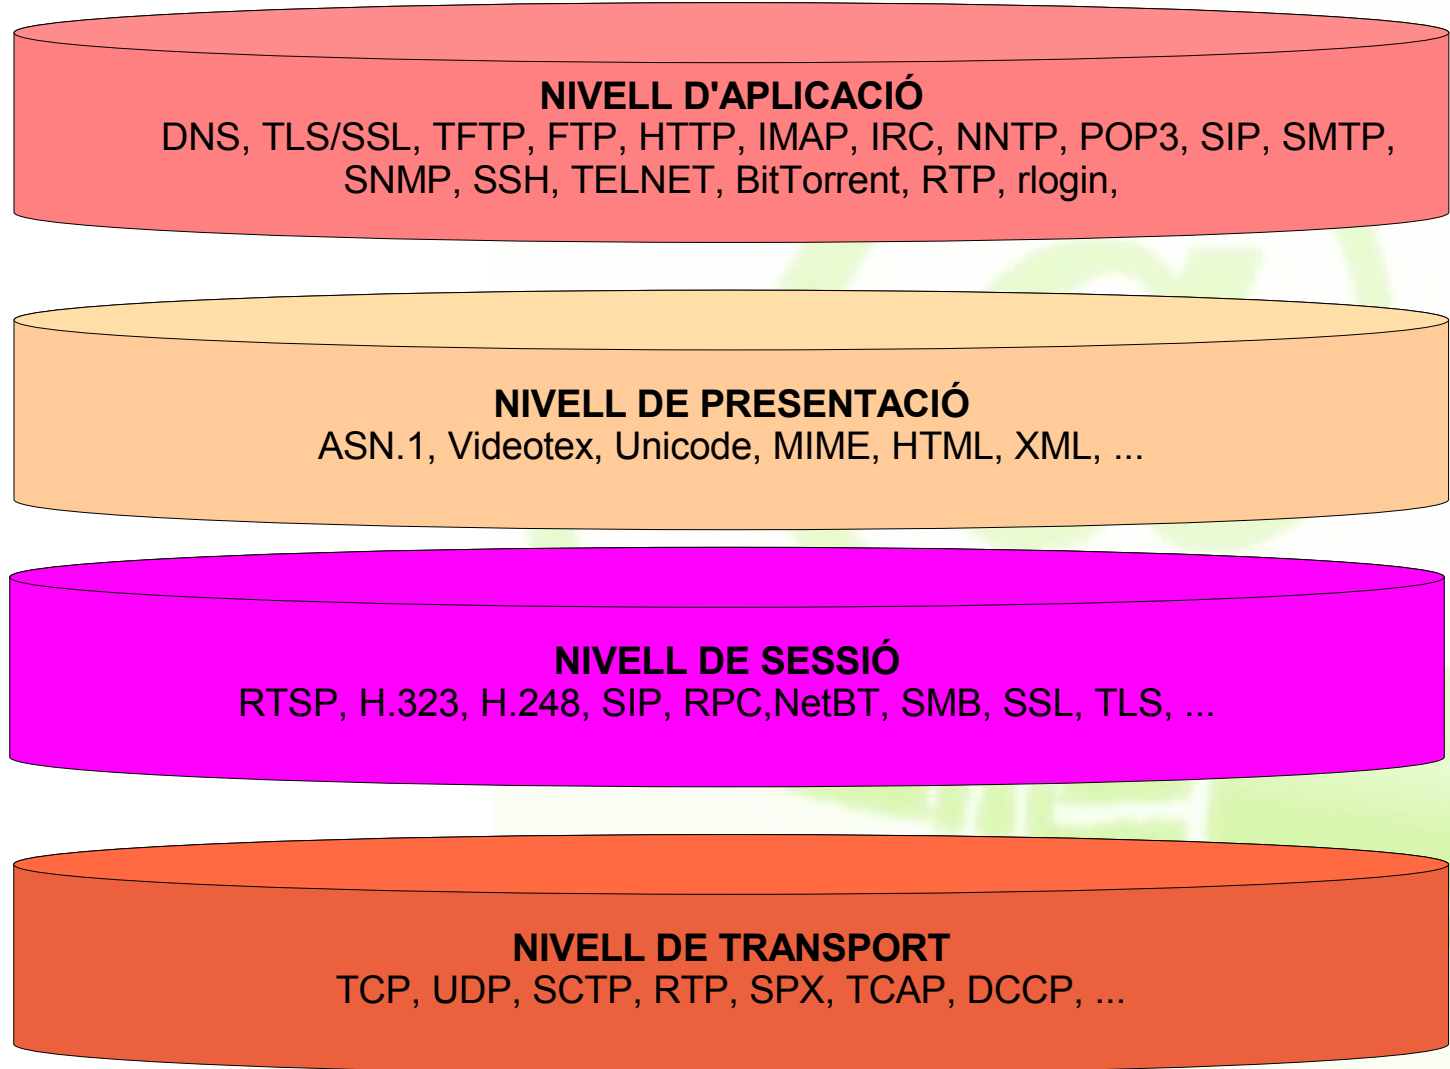 NIVELL D'APLICACIÓ
DNS, TLS/SSL, TFTP, FTP, HTTP, IMAP, IRC, NNTP, POP3, SIP, SMTP,
SNMP, SSH, TELNET, BitTorrent, RTP, rlogin,
NIVELL DE PRESENTACIÓ
ASN.1, Videotex, Unicode, MIME, HTML, XML, ...
NIVELL DE SESSIÓ
RTSP, H.323, H.248, SIP, RPC,NetBT, SMB, SSL, TLS, ...
NIVELL DE TRANSPORT
TCP, UDP, SCTP, RTP, SPX, TCAP, DCCP, ...